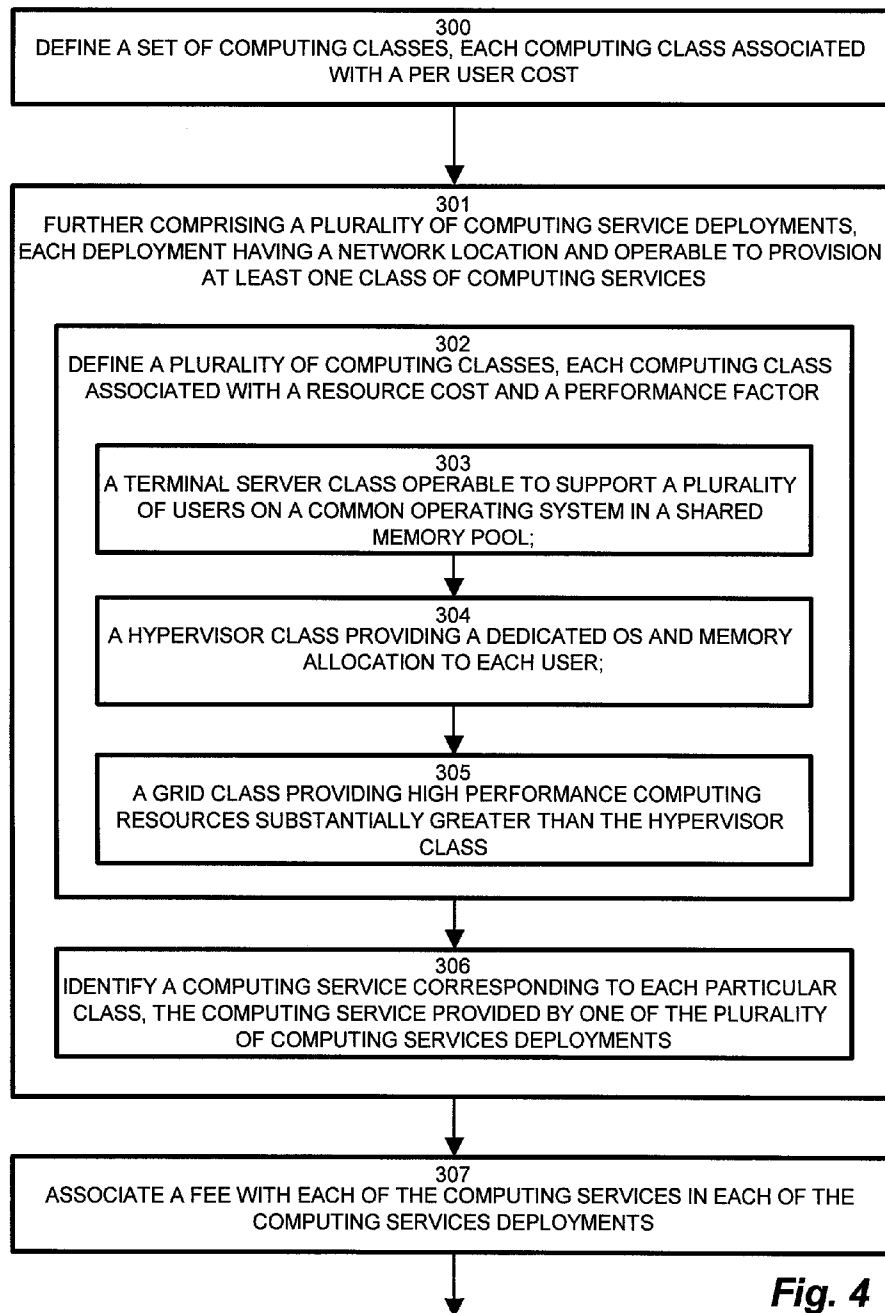 300
DEFINE A SET OF COMPUTING CLASSES, EACH COMPUTING CLASS ASSOCIATED
WITH A PER USER COST
301
FURTHER COMPRISING A PLURALITY OF COMPUTING SERVICE DEPLOYMENTS,
EACH DEPLOYMENT HAVING A NETWORK LOCATION AND OPERABLE TO PROVISION
AT LEAST ONE CLASS OF COMPUTING SERVICES
302
DEFINE A PLURALITY OF COMPUTING CLASSES, EACH COMPUTING CLASS
ASSOCIATED WITH A RESOURCE COST AND A PERFORMANCE FACTOR
303
A TERMINAL SERVER CLASS OPERABLE TO SUPPORT A PLURALITY
OF USERS ON A COMMON OPERATING SYSTEM IN A SHARED
MEMORY POOL;
304
A HYPERVISOR CLASS PROVIDING A DEDICATED OS AND MEMORY
ALLOCATION TO EACH USER;
305
A GRID CLASS PROVIDING HIGH PERFORMANCE COMPUTING
RESOURCES SUBSTANTIALLY GREATER THAN THE HYPERVISOR
CLASS
306
IDENTIFY A COMPUTING SERVICE CORRESPONDING TO EACH PARTICULAR
CLASS, THE COMPUTING SERVICE PROVIDED BY ONE OF THE PLURALITY
OF COMPUTING SERVICES DEPLOYMENTS
307
ASSOCIATE A FEE WITH EACH OF THE COMPUTING SERVICES IN EACH OF THE
COMPUTING SERVICES DEPLOYMENTS
Fig. 4